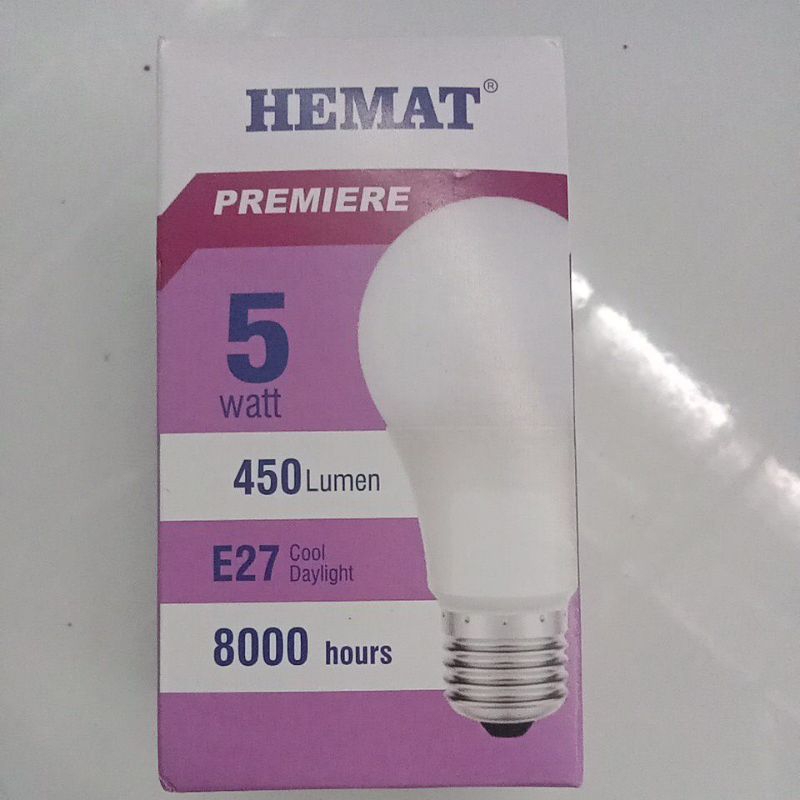 HEMAT®
PREMIERE
5
watt
450 Lumen
E27 Cool
Daylight
8000 hours